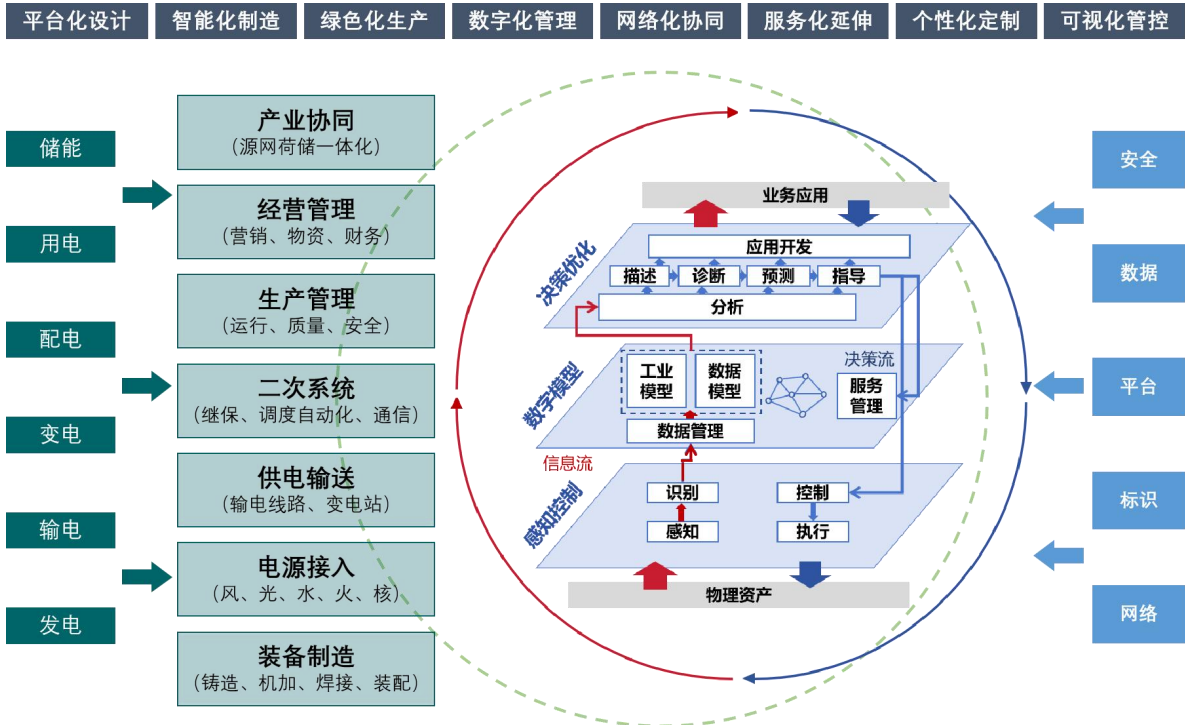 平台化设计
智能化制造
绿色化生产
数字化管理
网络化协同
服务化延伸
个性化定制
可视化管控
储能
用电
配电
变电
输电
发电
产业协同
(源网荷储一体化)
经营管理
(营销、物资、财务)
生产管理
(运行、质量、安全)
二次系统
(继保、调度自动化、通信)
供电输送
(输电线路、变电站)
电源接入
(风、光、水、火、核)
装备制造
(铸造、机加、焊接、装配)
业务应用
决策优化
应用开发
描述
诊断
预测
指导
分析
数字模型
工业
模型
数据
模型
决策流
服务
管理
数据管理
信息流
感知控制
识别
控制
感知
执行
物理资产
安全
数据
平台
标识
网络